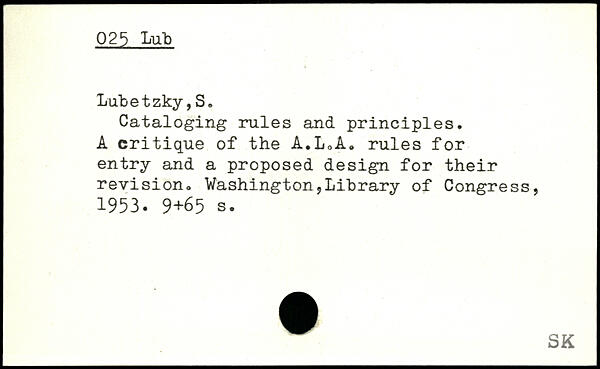 025 Lub
Lubetzky,S.
Cataloging rules and principles.
A critique of the A.L.A. rules for
entry and a proposed design for their
revision. Washington,Library of Congress,
1953. 9+65 s.
SK